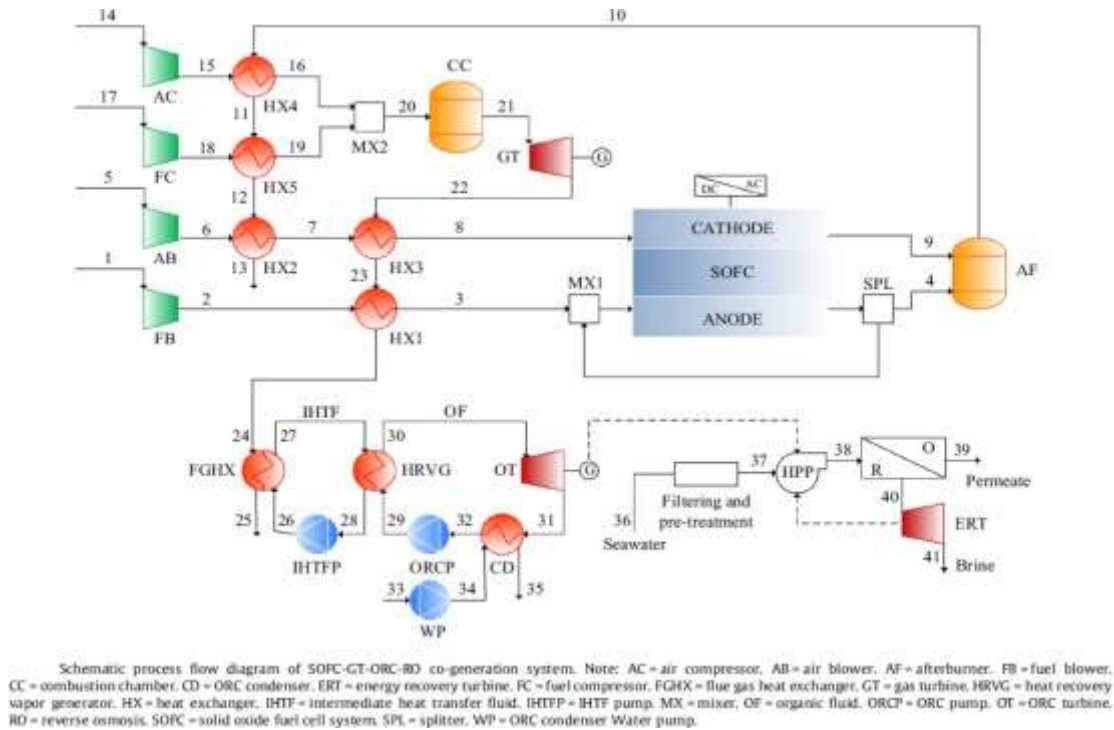 14
10
CC
15
16
AC
HX4
20
21
17
11
MX2
GT
G
18
19
FC
HX5
22
5
12
DC
AC
6
7
8
CATHODE
9
AB
13
HX2
HX3
SOFC
AF
1
23
MX1
SPL
4
2
3
ANODE
FB
HX1
IHTF
OF
24
27
30
FGHX
HRVG
OT
G
37
HPP
38
O
39
R
Permeate
25
26
28
29
32
31
Filtering and
pre-treatment
36
40
ERT
Seawater
IHTFP
ORCP
CD
41
Brine
33
34
35
WP
Schematic process flow diagram of SOFC-GT-ORC-RO co-generation system. Note: AC = air compressor. AB = air blower. AF = afterburner. FB = fuel blower.
CC = combustion chamber. CD = ORC condenser. ERT = energy recovery turbine. FC = fuel compressor. FGHX = flue gas heat exchanger. GT = gas turbine. HRVG = heat recovery
vapor generator. HX = heat exchanger. IHTF = intermediate heat transfer fluid. IHTFP = IHTF pump. MX = mixer. OF = organic fluid. ORCP = ORC pump. OT = ORC turbine.
RO = reverse osmosis. SOFC = solid oxide fuel cell system. SPL = splitter. WP = ORC condenser Water pump.